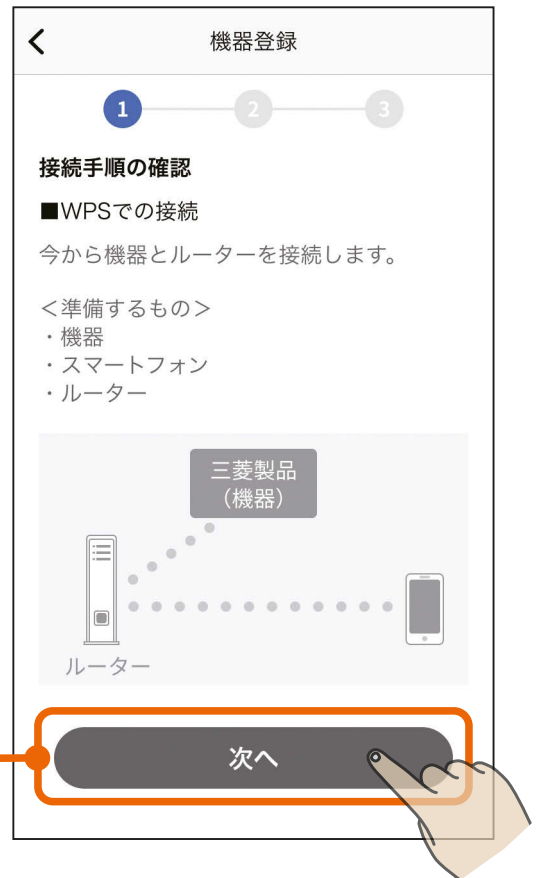 機器登録
1 2 3
接続手順の確認
■WPSでの接続
今から機器とルーターを接続します。
＜準備するもの＞
・機器
・スマートフォン
・ルーター
三菱製品
（機器）
ルーター
次へ